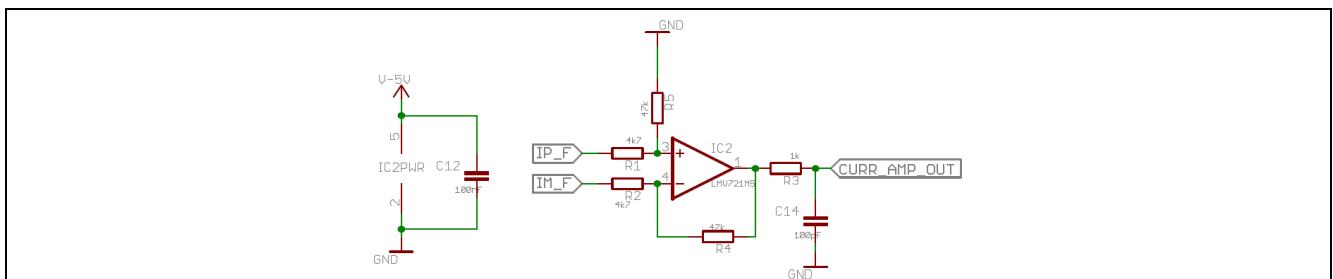 GND
V-5V
47k
R5
5
IC2PWR
2
C12
100nF
GND
IP_F
4k7
R1
IM_F
R2
4k7
3
4
IC2
1
LMV721M5
47k
R4
1k
R3
CURR_AMP_OUT
C14
100pF
GND